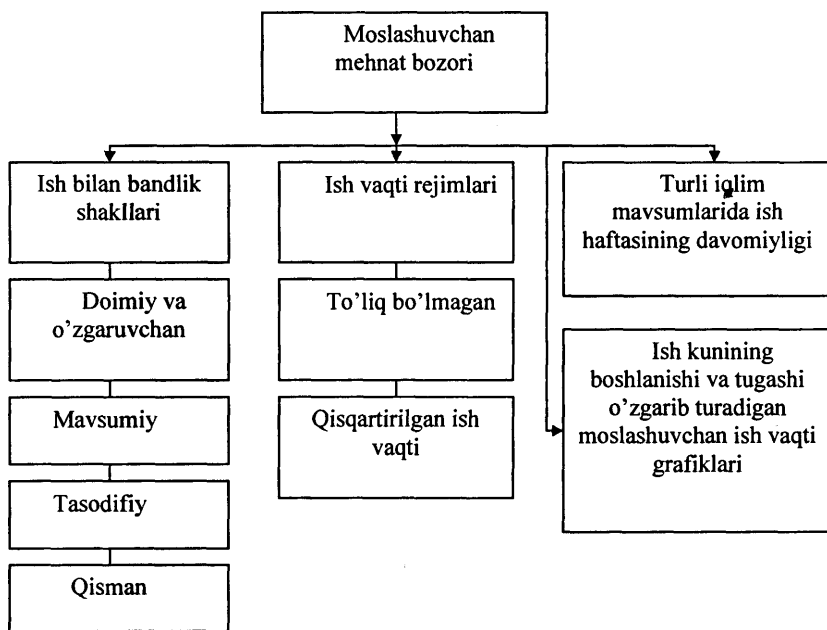 Moslashuvchan
mehnat bozori
Ish bilan bandlik
shakllari
Doimiy va
o'zgaruvchan
Mavsumiy
Tasodifiy
Qisman
Ish vaqti rejimlari
To'liq bo'lmagan
Qisqartirilgan ish
vaqti
Turli iqlim
mavsumlarida ish
haftasining davomiyligi
Ish kunining
boshlanishi va tugashi
o'zgarib turadigan
moslashuvchan ish vaqti
grafiklari